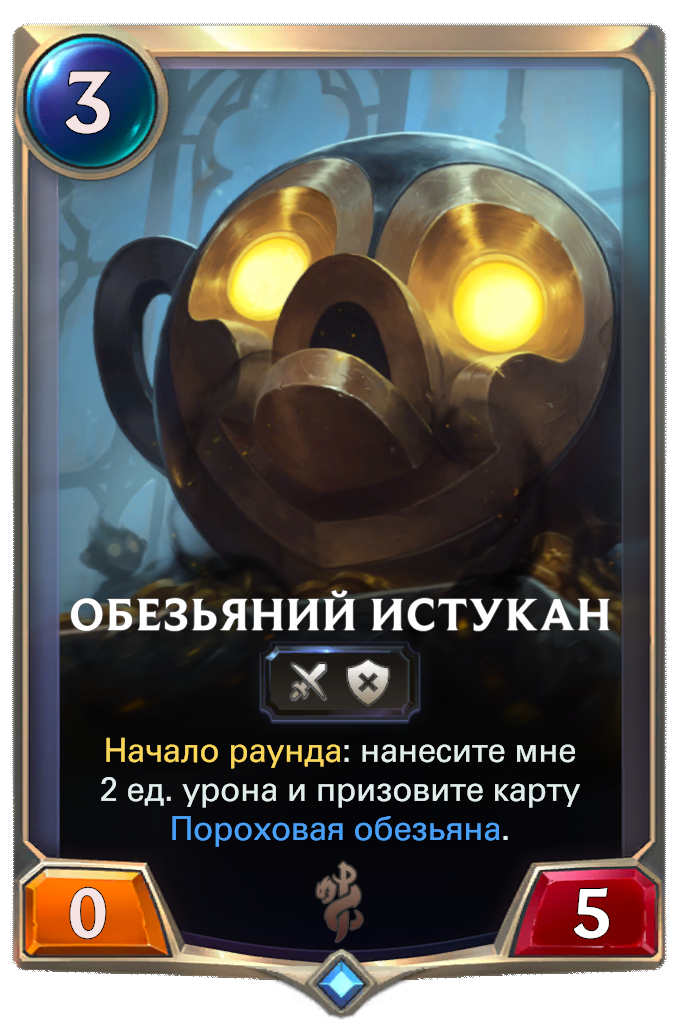 3
ОБЕЗЬЯНИЙ ИСТУКАН
Начало раунда: нанесите мне
2 ед. урона и призовите карту
Пороховая обезьяна.
0
5